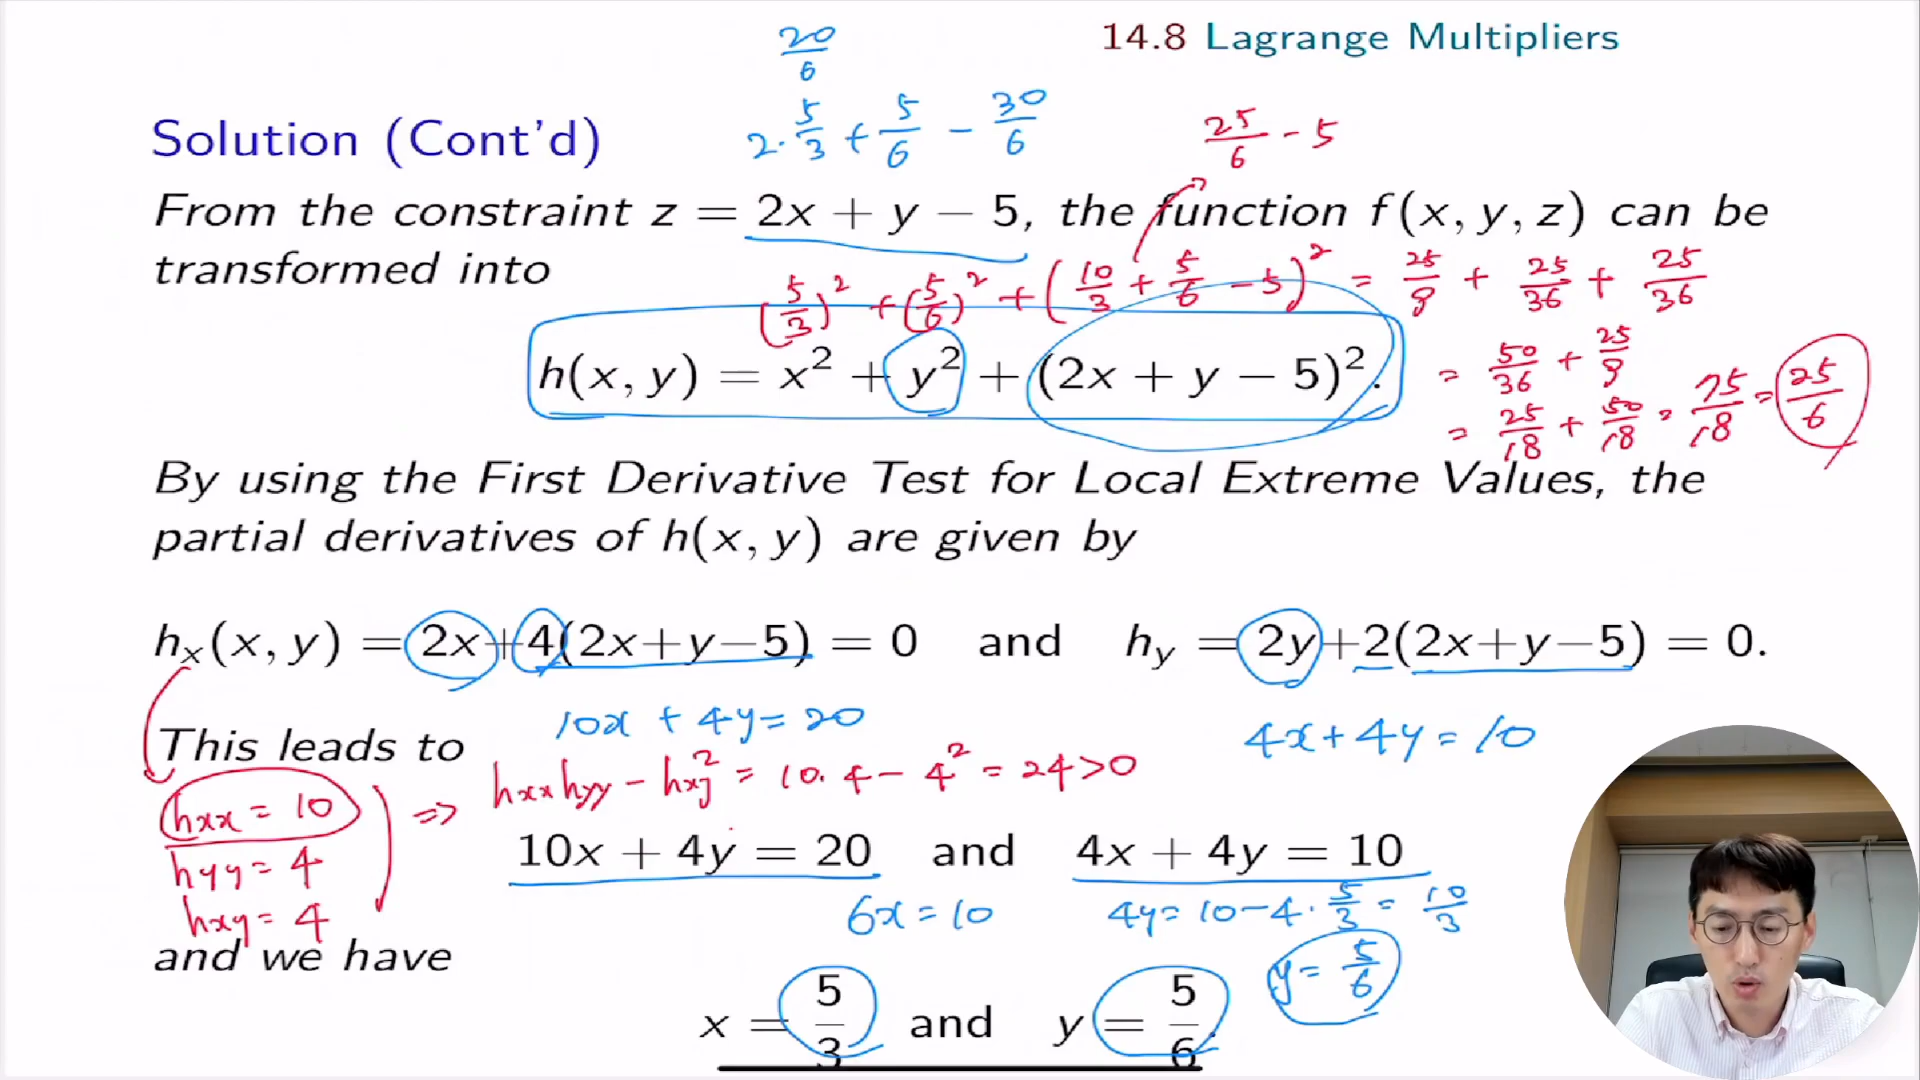 14.8 Lagrange Multipliers
20/6
2·5/3 + 5/6 − 30/6
25/6 − 5
Solution (Cont'd)
From the constraint z = 2x + y − 5, the function f(x, y, z) can be
transformed into
(5/3)² + (5/6)² + (10/3 + 5/6 − 5)² = 25/9 + 25/36 + 25/36
= 50/36 + 25/9
= 25/18 + 50/18 = 75/18 = 25/6
h(x, y) = x² + y² + (2x + y − 5)².
By using the First Derivative Test for Local Extreme Values, the
partial derivatives of h(x, y) are given by
hₓ(x, y) = 2x+4(2x+y−5) = 0 and h_y = 2y+2(2x+y−5) = 0.
10x + 4y = 20
4x + 4y = 10
This leads to
hxx = 10
hyy = 4
hxy = 4
⇒ hxx hyy − hxy² = 10·4 − 4² = 24 > 0
10x + 4y = 20 and 4x + 4y = 10
6x = 10
4y = 10 − 4·5/3 = 10/3
y = 5/6
and we have
x = 5/3 and y = 5/6.